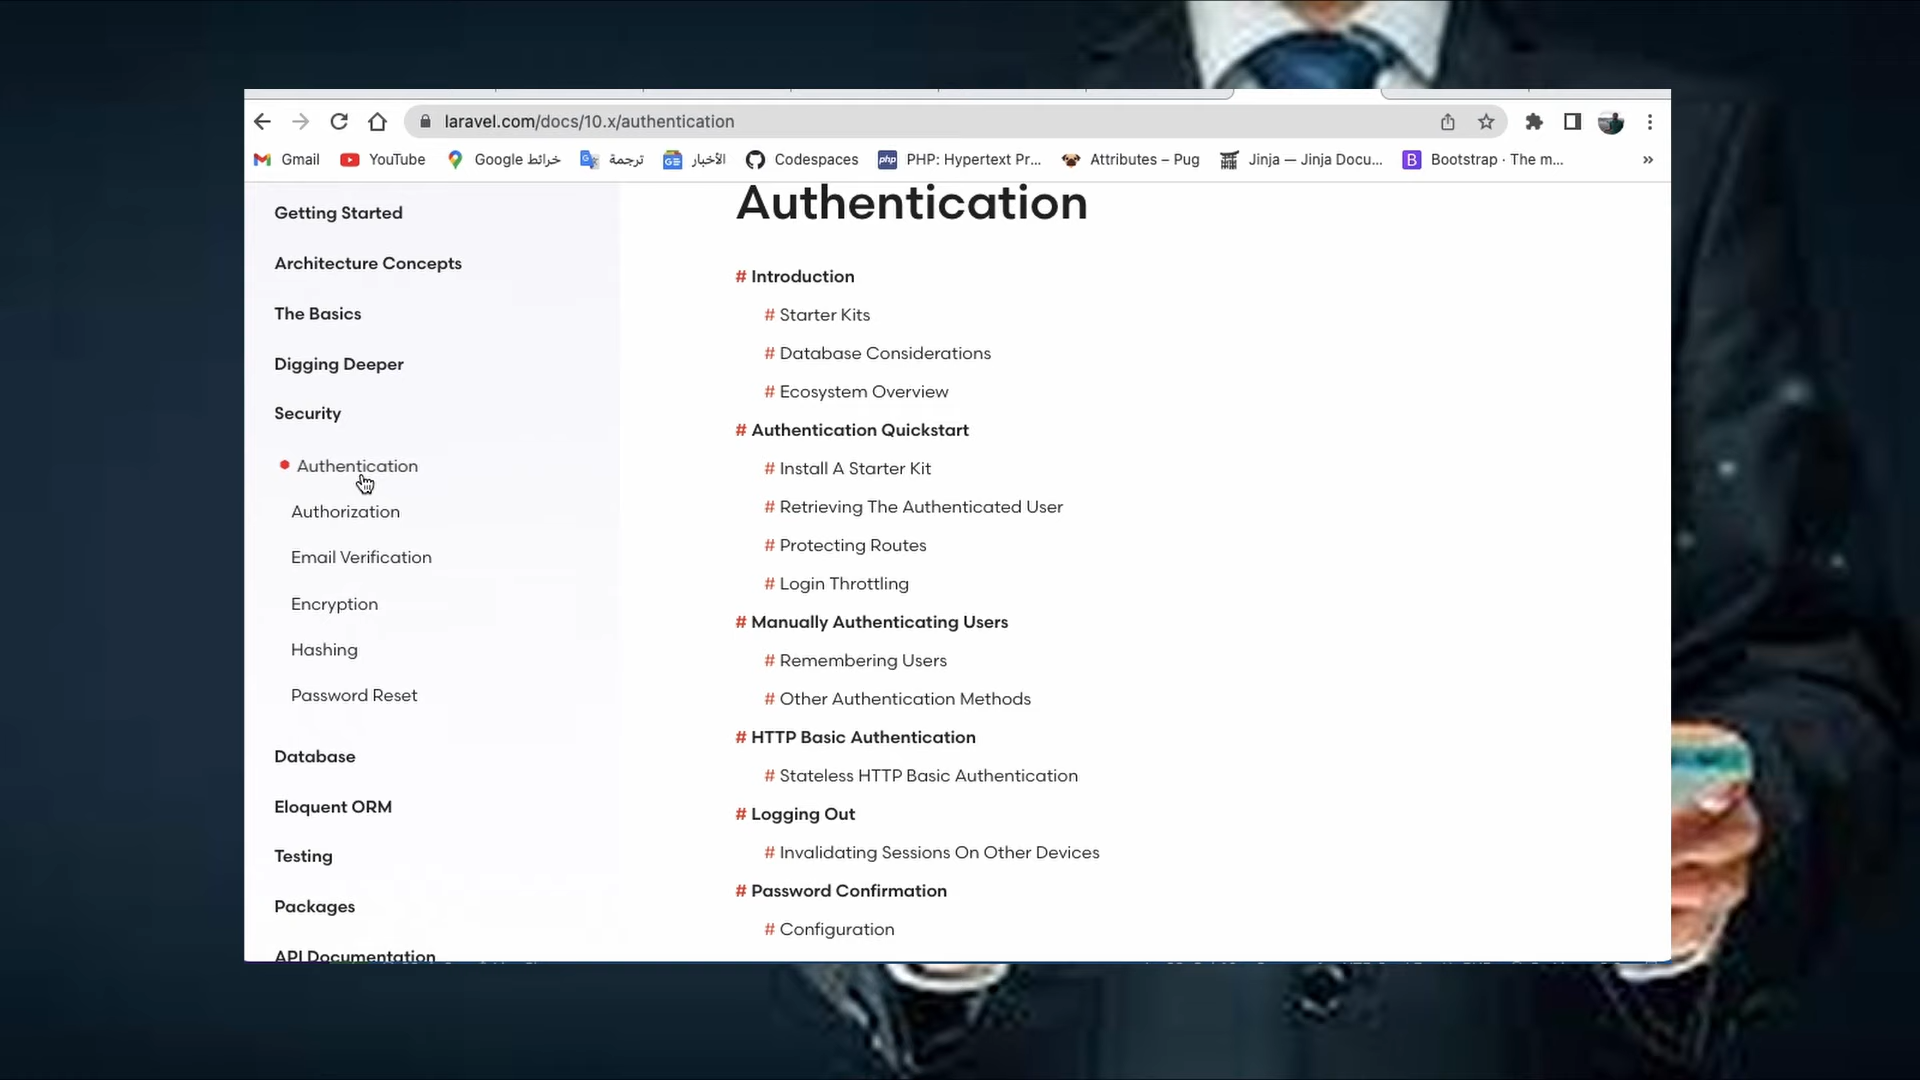 laravel.com/docs/10.x/authentication
Gmail YouTube خرائط Google ترجمة الأخبار Codespaces PHP: Hypertext Pr... Attributes – Pug Jinja — Jinja Docu... Bootstrap · The m... »
Getting Started
Architecture Concepts
The Basics
Digging Deeper
Security
Authentication
Authorization
Email Verification
Encryption
Hashing
Password Reset
Database
Eloquent ORM
Testing
Packages
API Documentation
Authentication
# Introduction
# Starter Kits
# Database Considerations
# Ecosystem Overview
# Authentication Quickstart
# Install A Starter Kit
# Retrieving The Authenticated User
# Protecting Routes
# Login Throttling
# Manually Authenticating Users
# Remembering Users
# Other Authentication Methods
# HTTP Basic Authentication
# Stateless HTTP Basic Authentication
# Logging Out
# Invalidating Sessions On Other Devices
# Password Confirmation
# Configuration